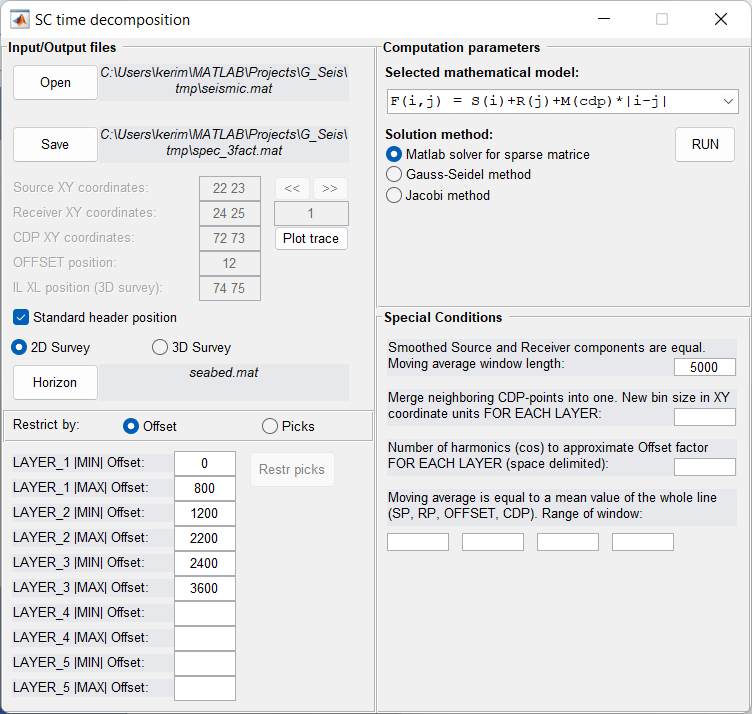 SC time decomposition
Input/Output files
Open
C:\Users\kerim\MATLAB\Projects\G_Seis\
tmp\seismic.mat
Save
C:\Users\kerim\MATLAB\Projects\G_Seis\
tmp\spec_3fact.mat
Source XY coordinates:
22 23
<<
>>
Receiver XY coordinates:
24 25
1
CDP XY coordinates:
72 73
Plot trace
OFFSET position:
12
IL XL position (3D survey):
74 75
Standard header position
2D Survey
3D Survey
Horizon
seabed.mat
Restrict by:
Offset
Picks
LAYER_1 |MIN| Offset:
0
Restr picks
LAYER_1 |MAX| Offset:
800
LAYER_2 |MIN| Offset:
1200
LAYER_2 |MAX| Offset:
2200
LAYER_3 |MIN| Offset:
2400
LAYER_3 |MAX| Offset:
3600
LAYER_4 |MIN| Offset:
LAYER_4 |MAX| Offset:
LAYER_5 |MIN| Offset:
LAYER_5 |MAX| Offset:
Computation parameters
Selected mathematical model:
F(i,j) = S(i)+R(j)+M(cdp)*|i-j|
Solution method:
Matlab solver for sparse matrice
RUN
Gauss-Seidel method
Jacobi method
Special Conditions
Smoothed Source and Receiver components are equal.
Moving average window length:
5000
Merge neighboring CDP-points into one. New bin size in XY
coordinate units FOR EACH LAYER:
Number of harmonics (cos) to approximate Offset factor
FOR EACH LAYER (space delimited):
Moving average is equal to a mean value of the whole line
(SP, RP, OFFSET, CDP). Range of window: